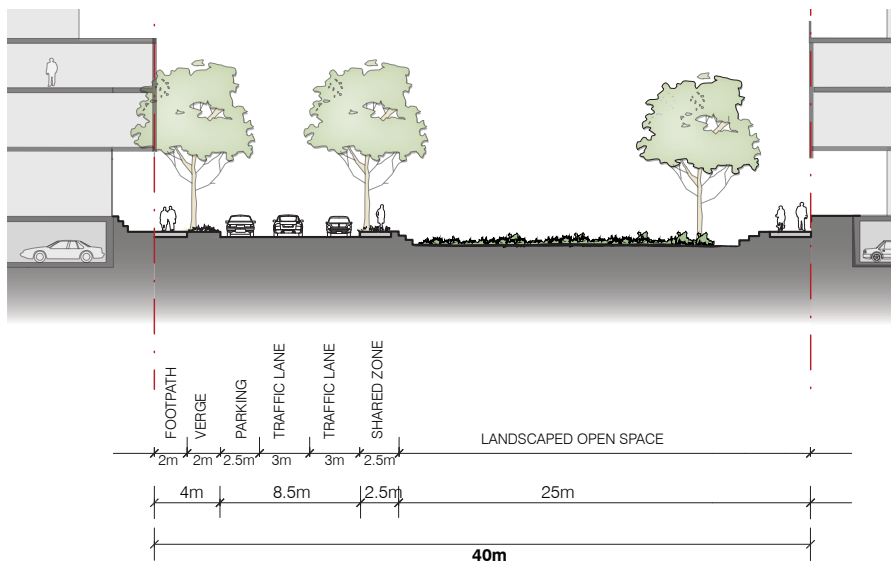 FOOTPATH
VERGE
PARKING
TRAFFIC LANE
TRAFFIC LANE
SHARED ZONE
LANDSCAPED OPEN SPACE
2m 2m 2.5m 3m 3m 2.5m
4m 8.5m 2.5m 25m
40m